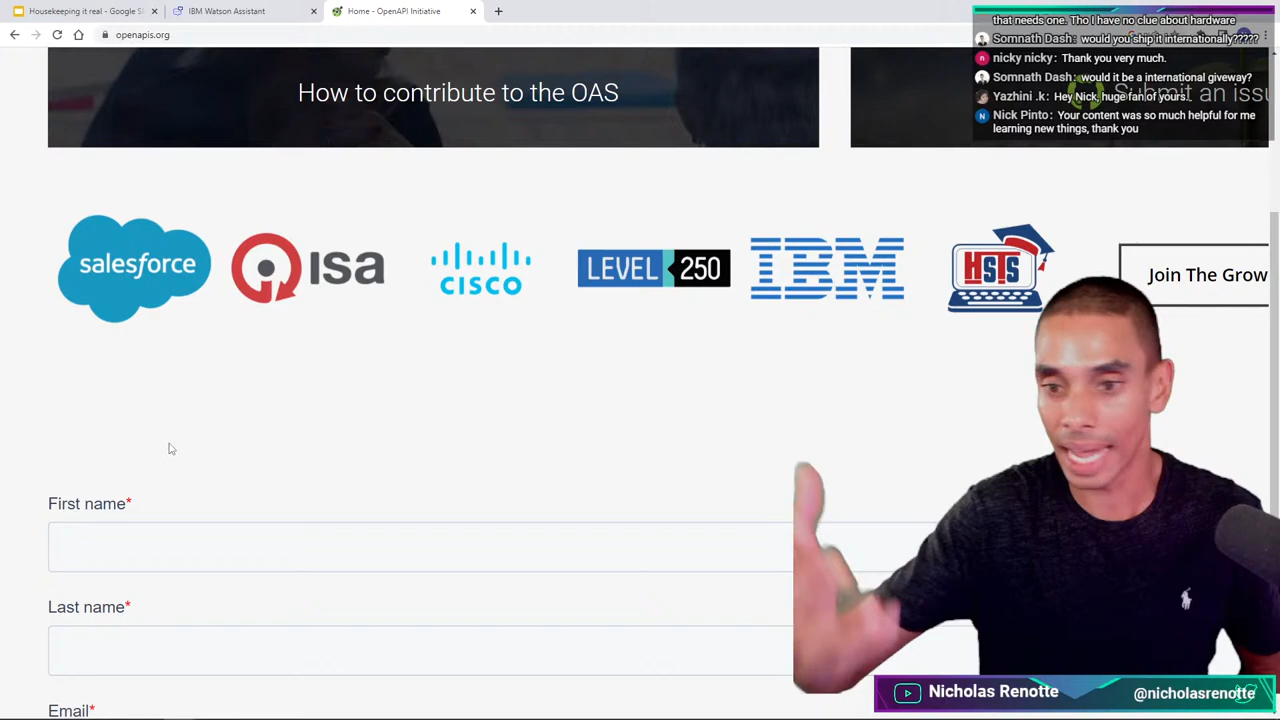 Housekeeping it real - Google Sl
IBM Watson Assistant
Home - OpenAPI Initiative
openapis.org
that needs one. Tho I have no clue about hardware
Somnath Dash: would you ship it internationally?????
nicky nicky: Thank you very much.
Somnath Dash: would it be a international giveway?
Yazhini .k: Hey Nick, huge fan of yours.
Nick Pinto: Your content was so much helpful for me
learning new things, thank you
How to contribute to the OAS
Submit an issu
salesforce
ISA
CISCO
LEVEL 250
IBM
HSTS
Join The Grow
First name*
Last name*
Email*
Nicholas Renotte
@nicholasrenotte